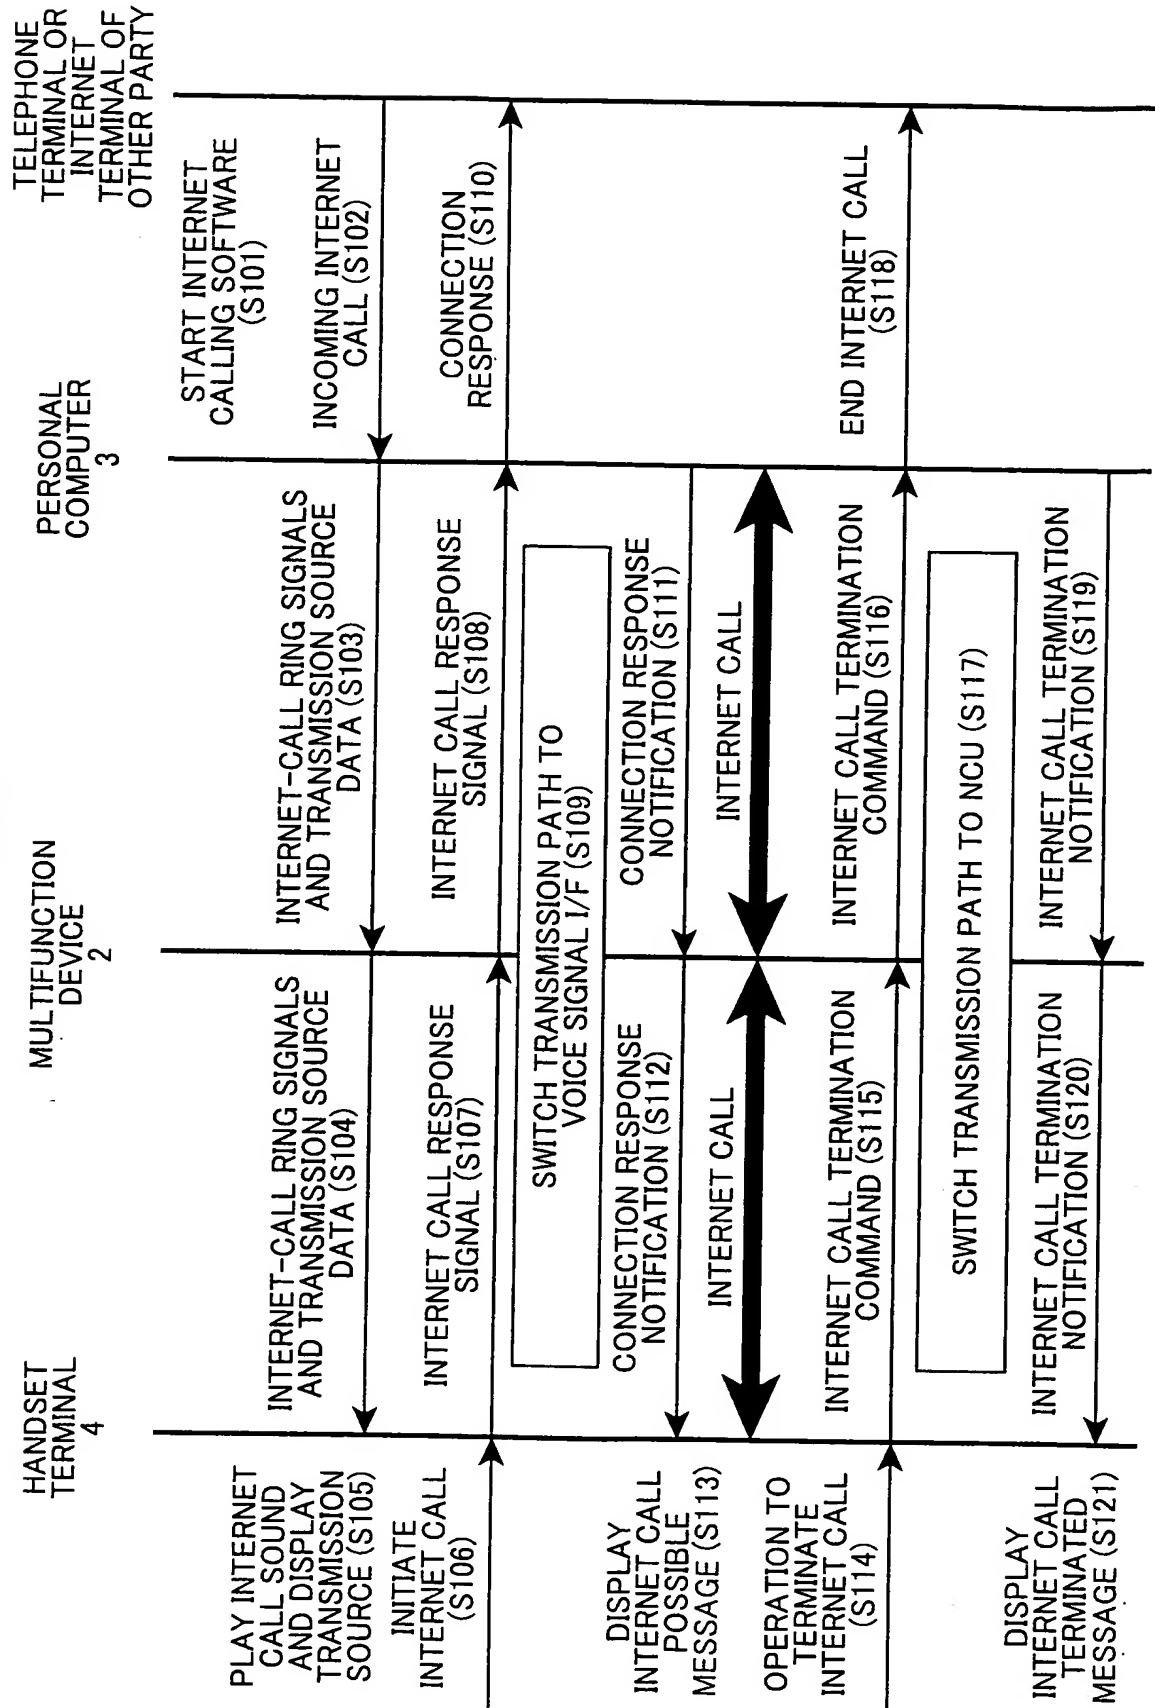 HANDSET
TERMINAL
4
MULTIFUNCTION
DEVICE
2
PERSONAL
COMPUTER
3
TELEPHONE
TERMINAL OR
INTERNET
TERMINAL OF
OTHER PARTY
START INTERNET
CALLING SOFTWARE
(S101)
INCOMING INTERNET
CALL (S102)
INTERNET-CALL RING SIGNALS
AND TRANSMISSION SOURCE
DATA (S103)
INTERNET-CALL RING SIGNALS
AND TRANSMISSION SOURCE
DATA (S104)
PLAY INTERNET
CALL SOUND
AND DISPLAY
TRANSMISSION
SOURCE (S105)
INITIATE
INTERNET CALL
(S106)
INTERNET CALL RESPONSE
SIGNAL (S107)
INTERNET CALL RESPONSE
SIGNAL (S108)
SWITCH TRANSMISSION PATH TO
VOICE SIGNAL I/F (S109)
CONNECTION
RESPONSE (S110)
CONNECTION RESPONSE
NOTIFICATION (S111)
CONNECTION RESPONSE
NOTIFICATION (S112)
DISPLAY
INTERNET CALL
POSSIBLE
MESSAGE (S113)
INTERNET CALL
INTERNET CALL
OPERATION TO
TERMINATE
INTERNET CALL
(S114)
INTERNET CALL TERMINATION
COMMAND (S115)
INTERNET CALL TERMINATION
COMMAND (S116)
SWITCH TRANSMISSION PATH TO NCU (S117)
END INTERNET CALL
(S118)
INTERNET CALL TERMINATION
NOTIFICATION (S119)
INTERNET CALL TERMINATION
NOTIFICATION (S120)
DISPLAY
INTERNET CALL
TERMINATED
MESSAGE (S121)